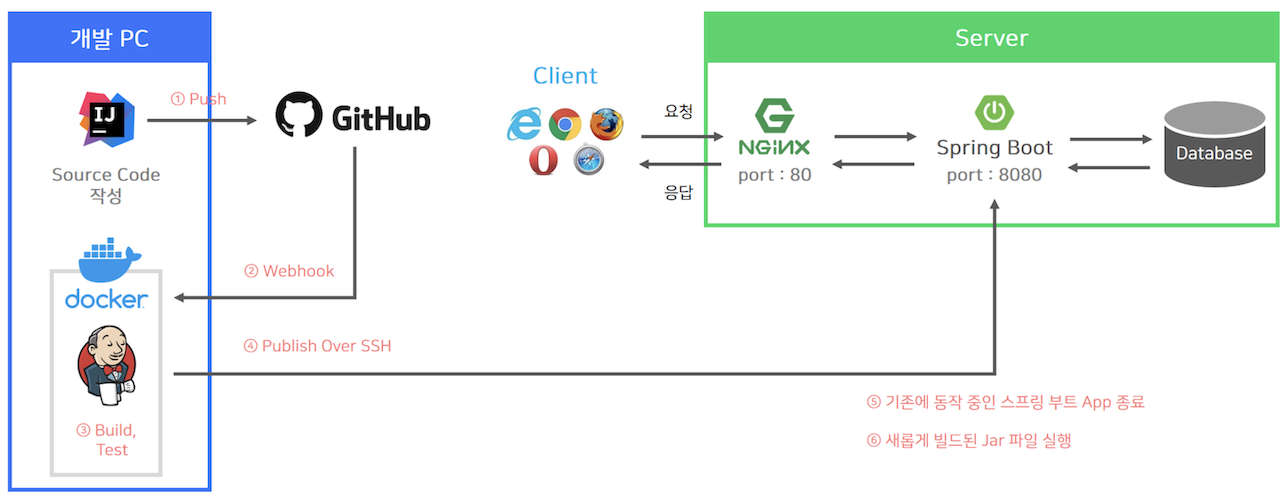 개발 PC
IJ
Source Code
작성
① Push
GitHub
② Webhook
docker
③ Build,
Test
④ Publish Over SSH
Client
요청
응답
Server
NGINX
port : 80
Spring Boot
port : 8080
Database
⑤ 기존에 동작 중인 스프링 부트 App 종료
⑥ 새롭게 빌드된 Jar 파일 실행